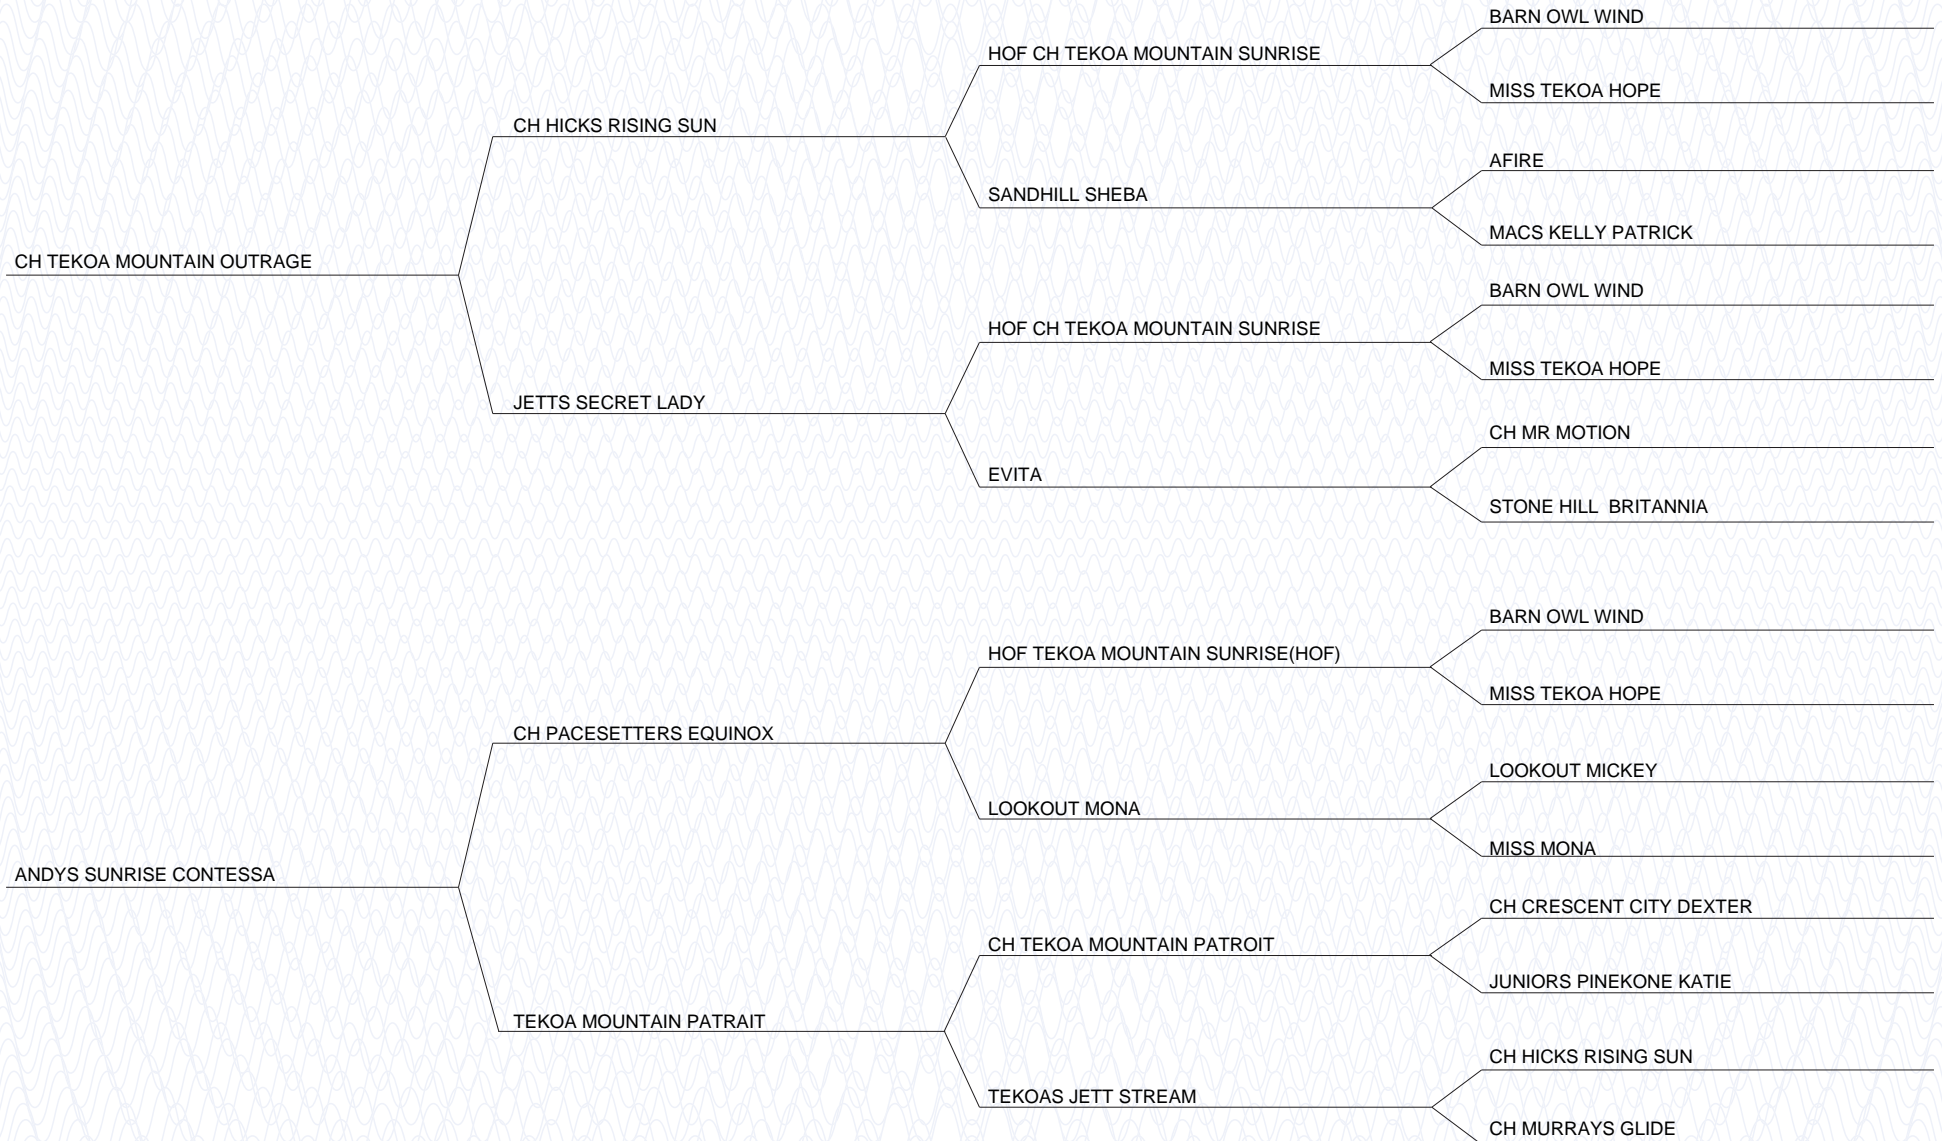 BARN OWL WIND
HOF CH TEKOA MOUNTAIN SUNRISE
MISS TEKOA HOPE
CH HICKS RISING SUN
AFIRE
SANDHILL SHEBA
MACS KELLY PATRICK
CH TEKOA MOUNTAIN OUTRAGE
BARN OWL WIND
HOF CH TEKOA MOUNTAIN SUNRISE
MISS TEKOA HOPE
JETTS SECRET LADY
CH MR MOTION
EVITA
STONE HILL  BRITANNIA
BARN OWL WIND
HOF TEKOA MOUNTAIN SUNRISE(HOF)
MISS TEKOA HOPE
CH PACESETTERS EQUINOX
LOOKOUT MICKEY
LOOKOUT MONA
MISS MONA
ANDYS SUNRISE CONTESSA
CH CRESCENT CITY DEXTER
CH TEKOA MOUNTAIN PATROIT
JUNIORS PINEKONE KATIE
TEKOA MOUNTAIN PATRAIT
CH HICKS RISING SUN
TEKOAS JETT STREAM
CH MURRAYS GLIDE